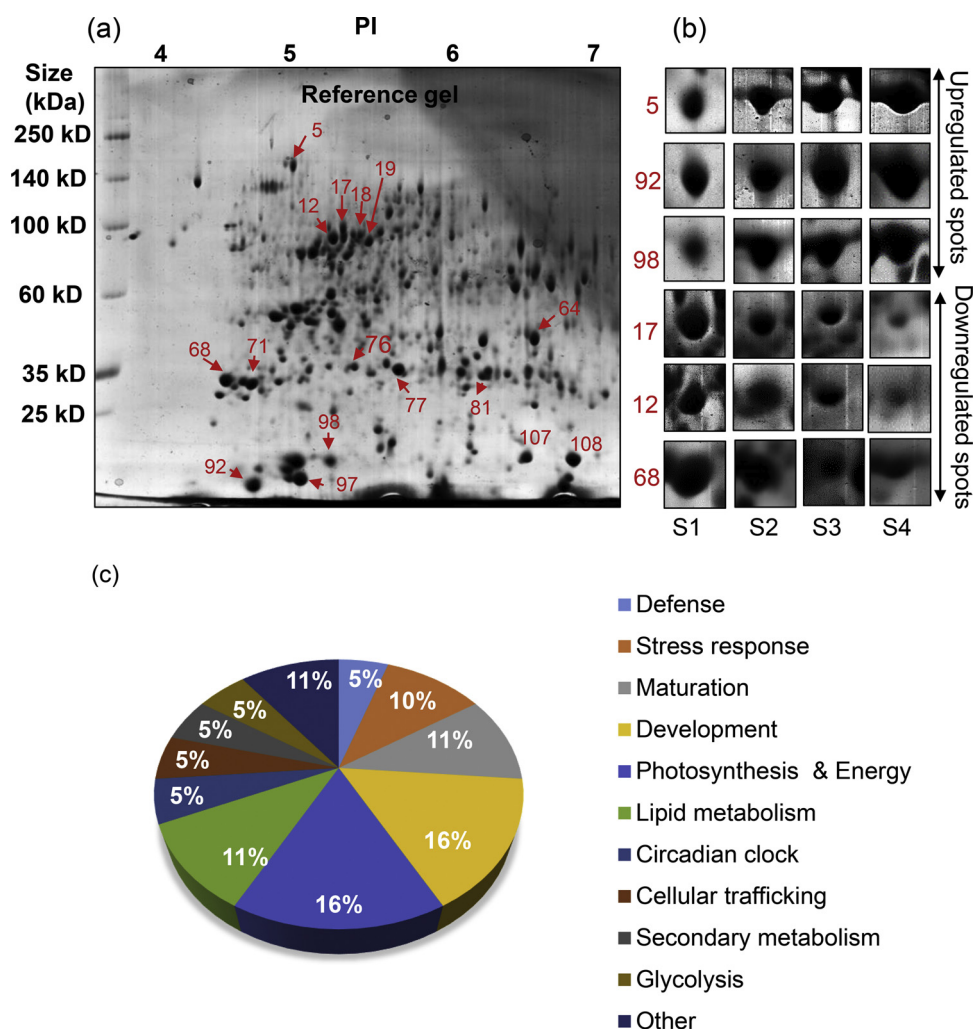 (a)
PI
4 5 6 7
Size
(kDa)
Reference gel
250 kD
140 kD
100 kD
60 kD
35 kD
25 kD
5
19
17
18
12
64
76
71
68
77
81
98
107
108
92
97
(b)
5
92
98
17
12
68
S1 S2 S3 S4
Upregulated spots
Downregulated spots
(c)
5%
10%
11%
16%
16%
11%
5%
5%
5%
5%
11%
Defense
Stress response
Maturation
Development
Photosynthesis & Energy
Lipid metabolism
Circadian clock
Cellular trafficking
Secondary metabolism
Glycolysis
Other